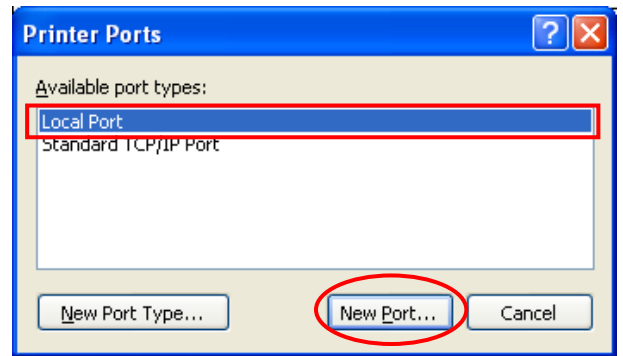 Printer Ports
Available port types:
Local Port
Standard TCP/IP Port
New Port Type... New Port... Cancel